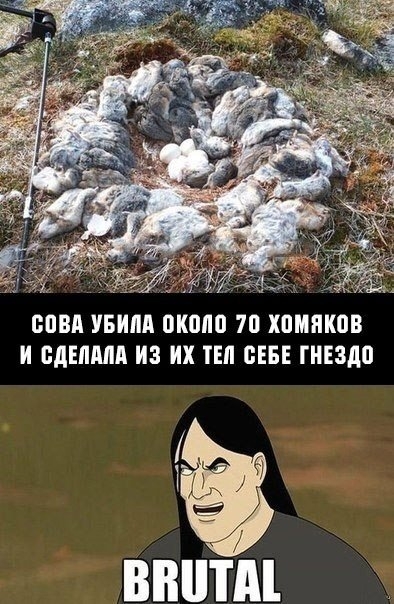 СОВА УБИЛА ОКОЛО 70 ХОМЯКОВ
И СДЕЛАЛА ИЗ ИХ ТЕЛ СЕБЕ ГНЕЗДО
BRUTAL